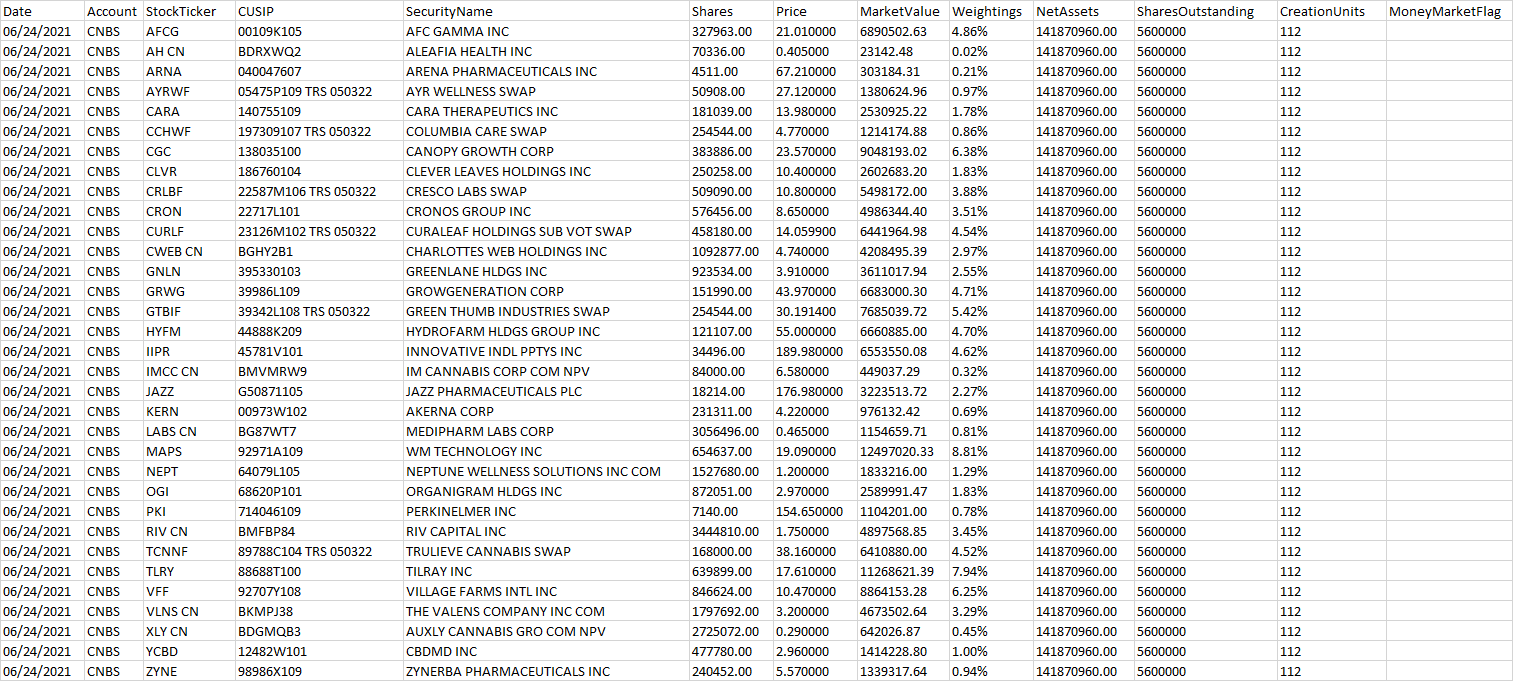 Date Account StockTicker CUSIP SecurityName Shares Price MarketValue Weightings NetAssets SharesOutstanding CreationUnits MoneyMarketFlag
06/24/2021 CNBS AFCG 00109K105 AFC GAMMA INC 327963.00 21.010000 6890502.63 4.86% 141870960.00 5600000 112
06/24/2021 CNBS AH CN BDRXWQ2 ALEAFIA HEALTH INC 70336.00 0.405000 23142.48 0.02% 141870960.00 5600000 112
06/24/2021 CNBS ARNA 040047607 ARENA PHARMACEUTICALS INC 4511.00 67.210000 303184.31 0.21% 141870960.00 5600000 112
06/24/2021 CNBS AYRWF 05475P109 TRS 050322 AYR WELLNESS SWAP 50908.00 27.120000 1380624.96 0.97% 141870960.00 5600000 112
06/24/2021 CNBS CARA 140755109 CARA THERAPEUTICS INC 181039.00 13.980000 2530925.22 1.78% 141870960.00 5600000 112
06/24/2021 CNBS CCHWF 197309107 TRS 050322 COLUMBIA CARE SWAP 254544.00 4.770000 1214174.88 0.86% 141870960.00 5600000 112
06/24/2021 CNBS CGC 138035100 CANOPY GROWTH CORP 383886.00 23.570000 9048193.02 6.38% 141870960.00 5600000 112
06/24/2021 CNBS CLVR 186760104 CLEVER LEAVES HOLDINGS INC 250258.00 10.400000 2602683.20 1.83% 141870960.00 5600000 112
06/24/2021 CNBS CRLBF 22587M106 TRS 050322 CRESCO LABS SWAP 509090.00 10.800000 5498172.00 3.88% 141870960.00 5600000 112
06/24/2021 CNBS CRON 22717L101 CRONOS GROUP INC 576456.00 8.650000 4986344.40 3.51% 141870960.00 5600000 112
06/24/2021 CNBS CURLF 23126M102 TRS 050322 CURALEAF HOLDINGS SUB VOT SWAP 458180.00 14.059900 6441964.98 4.54% 141870960.00 5600000 112
06/24/2021 CNBS CWEB CN BGHY2B1 CHARLOTTES WEB HOLDINGS INC 1092877.00 4.740000 4208495.39 2.97% 141870960.00 5600000 112
06/24/2021 CNBS GNLN 395330103 GREENLANE HLDGS INC 923534.00 3.910000 3611017.94 2.55% 141870960.00 5600000 112
06/24/2021 CNBS GRWG 39986L109 GROWGENERATION CORP 151990.00 43.970000 6683000.30 4.71% 141870960.00 5600000 112
06/24/2021 CNBS GTBIF 39342L108 TRS 050322 GREEN THUMB INDUSTRIES SWAP 254544.00 30.191400 7685039.72 5.42% 141870960.00 5600000 112
06/24/2021 CNBS HYFM 44888K209 HYDROFARM HLDGS GROUP INC 121107.00 55.000000 6660885.00 4.70% 141870960.00 5600000 112
06/24/2021 CNBS IIPR 45781V101 INNOVATIVE INDL PPTYS INC 34496.00 189.980000 6553550.08 4.62% 141870960.00 5600000 112
06/24/2021 CNBS IMCC CN BMVMRW9 IM CANNABIS CORP COM NPV 84000.00 6.580000 449037.29 0.32% 141870960.00 5600000 112
06/24/2021 CNBS JAZZ G50871105 JAZZ PHARMACEUTICALS PLC 18214.00 176.980000 3223513.72 2.27% 141870960.00 5600000 112
06/24/2021 CNBS KERN 00973W102 AKERNA CORP 231311.00 4.220000 976132.42 0.69% 141870960.00 5600000 112
06/24/2021 CNBS LABS CN BG87WT7 MEDIPHARM LABS CORP 3056496.00 0.465000 1154659.71 0.81% 141870960.00 5600000 112
06/24/2021 CNBS MAPS 92971A109 WM TECHNOLOGY INC 654637.00 19.090000 12497020.33 8.81% 141870960.00 5600000 112
06/24/2021 CNBS NEPT 64079L105 NEPTUNE WELLNESS SOLUTIONS INC COM 1527680.00 1.200000 1833216.00 1.29% 141870960.00 5600000 112
06/24/2021 CNBS OGI 68620P101 ORGANIGRAM HLDGS INC 872051.00 2.970000 2589991.47 1.83% 141870960.00 5600000 112
06/24/2021 CNBS PKI 714046109 PERKINELMER INC 7140.00 154.650000 1104201.00 0.78% 141870960.00 5600000 112
06/24/2021 CNBS RIV CN BMFBP84 RIV CAPITAL INC 3444810.00 1.750000 4897568.85 3.45% 141870960.00 5600000 112
06/24/2021 CNBS TCNNF 89788C104 TRS 050322 TRULIEVE CANNABIS SWAP 168000.00 38.160000 6410880.00 4.52% 141870960.00 5600000 112
06/24/2021 CNBS TLRY 88688T100 TILRAY INC 639899.00 17.610000 11268621.39 7.94% 141870960.00 5600000 112
06/24/2021 CNBS VFF 92707Y108 VILLAGE FARMS INTL INC 846624.00 10.470000 8864153.28 6.25% 141870960.00 5600000 112
06/24/2021 CNBS VLNS CN BKMPJ38 THE VALENS COMPANY INC COM 1797692.00 3.200000 4673502.64 3.29% 141870960.00 5600000 112
06/24/2021 CNBS XLY CN BDGMQB3 AUXLY CANNABIS GRO COM NPV 2725072.00 0.290000 642026.87 0.45% 141870960.00 5600000 112
06/24/2021 CNBS YCBD 12482W101 CBDMD INC 477780.00 2.960000 1414228.80 1.00% 141870960.00 5600000 112
06/24/2021 CNBS ZYNE 98986X109 ZYNERBA PHARMACEUTICALS INC 240452.00 5.570000 1339317.64 0.94% 141870960.00 5600000 112